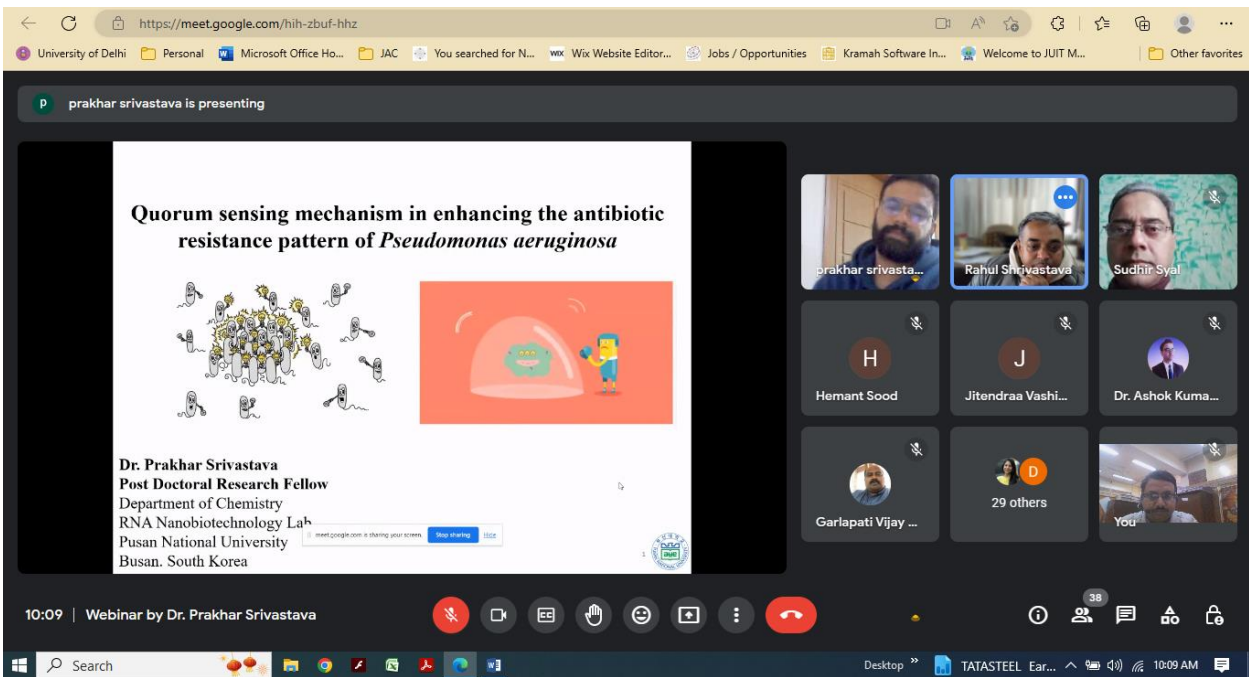 https://meet.google.com/hih-zbuf-hhz
University of Delhi
Personal
Microsoft Office Ho...
JAC
You searched for N...
WIX Wix Website Editor...
Jobs / Opportunities
Kramah Software In...
Welcome to JUIT M...
Other favorites
P prakhar srivastava is presenting
Quorum sensing mechanism in enhancing the antibiotic
resistance pattern of Pseudomonas aeruginosa
Dr. Prakhar Srivastava
Post Doctoral Research Fellow
Department of Chemistry
RNA Nanobiotechnology Lab
Pusan National University
Busan. South Korea
meet.google.com is sharing your screen.
Stop sharing
Hide
1
prakhar srivasta...
Rahul Shrivastava
Sudhir Syal
H
Hemant Sood
J
Jitendraa Vashi...
Dr. Ashok Kuma...
Garlapati Vijay ...
D
29 others
You
10:09 | Webinar by Dr. Prakhar Srivastava
38
Search
Desktop
TATASTEEL Ear...
10:09 AM